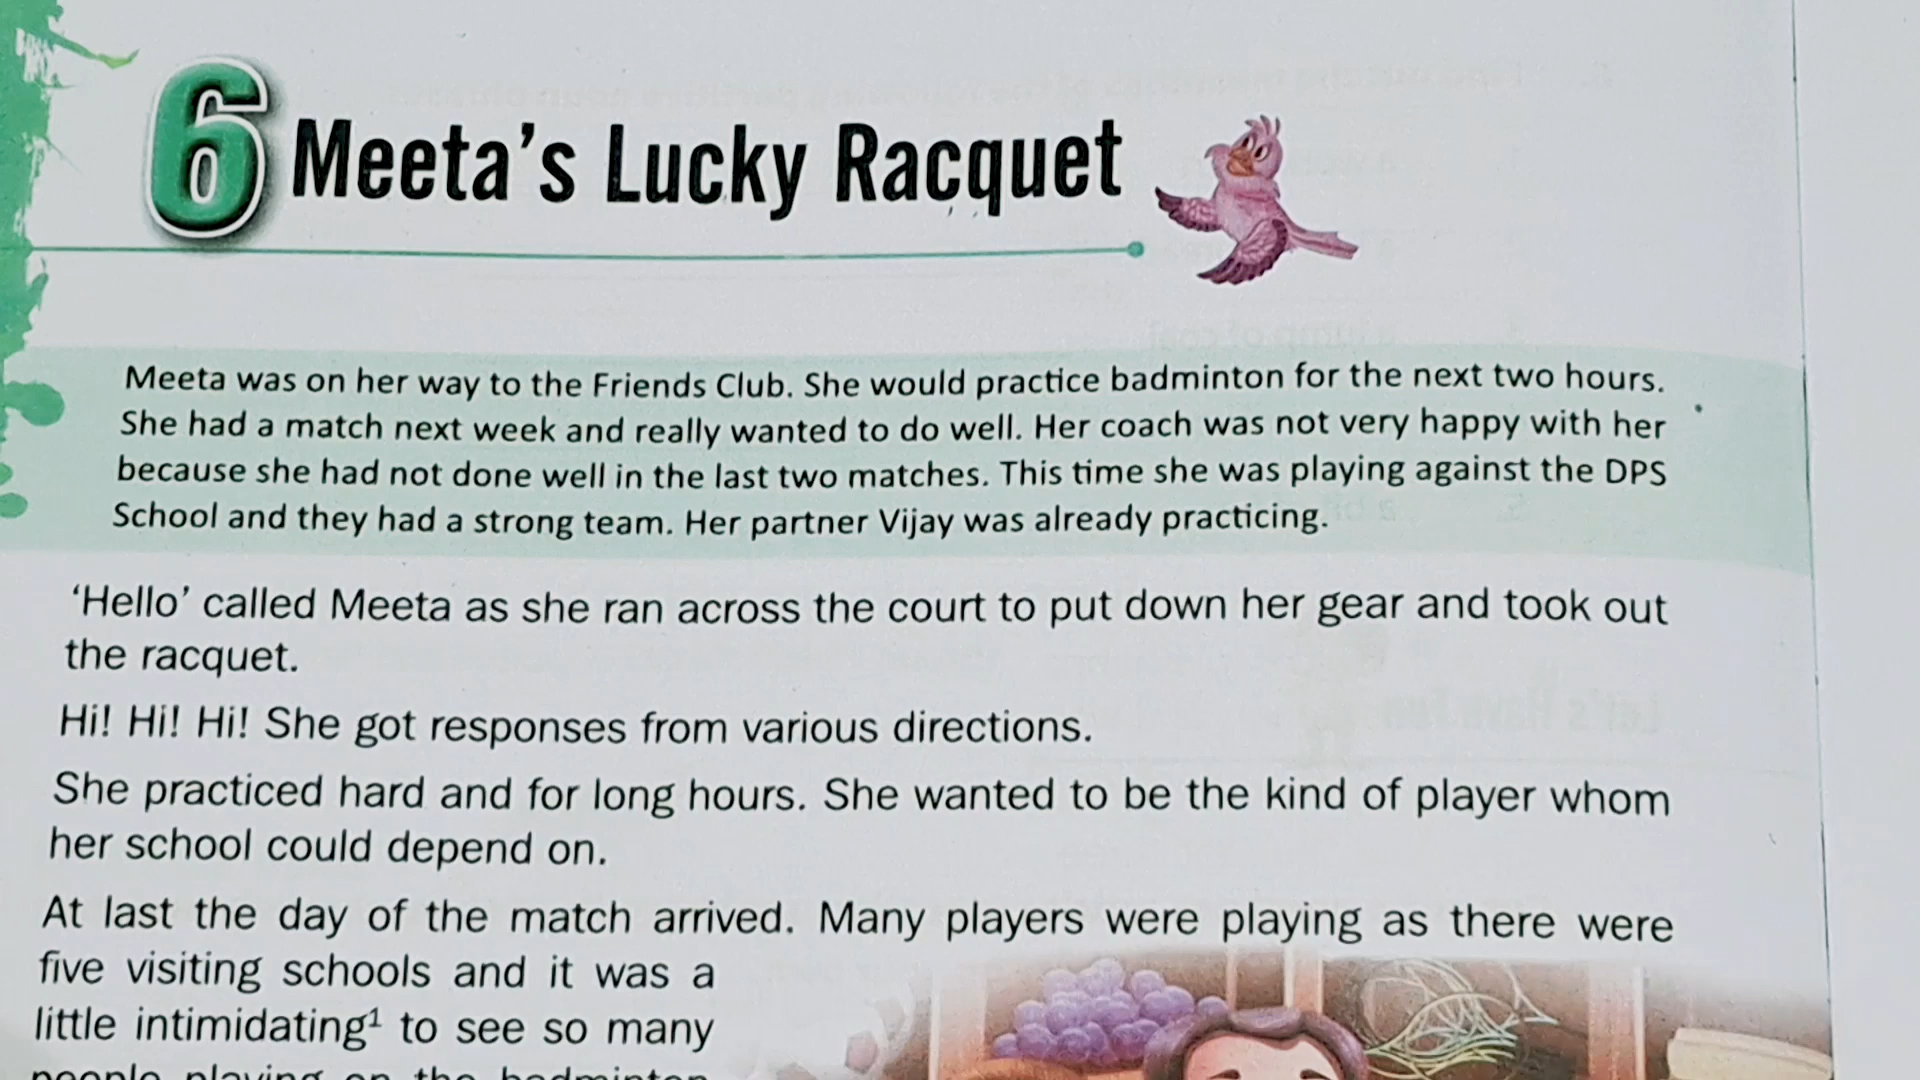 6 Meeta's Lucky Racquet
Meeta was on her way to the Friends Club. She would practice badminton for the next two hours.
She had a match next week and really wanted to do well. Her coach was not very happy with her
because she had not done well in the last two matches. This time she was playing against the DPS
School and they had a strong team. Her partner Vijay was already practicing.
‘Hello’ called Meeta as she ran across the court to put down her gear and took out
the racquet.
Hi! Hi! Hi! She got responses from various directions.
She practiced hard and for long hours. She wanted to be the kind of player whom
her school could depend on.
At last the day of the match arrived. Many players were playing as there were
five visiting schools and it was a
little intimidating¹ to see so many
people playing on the badminton